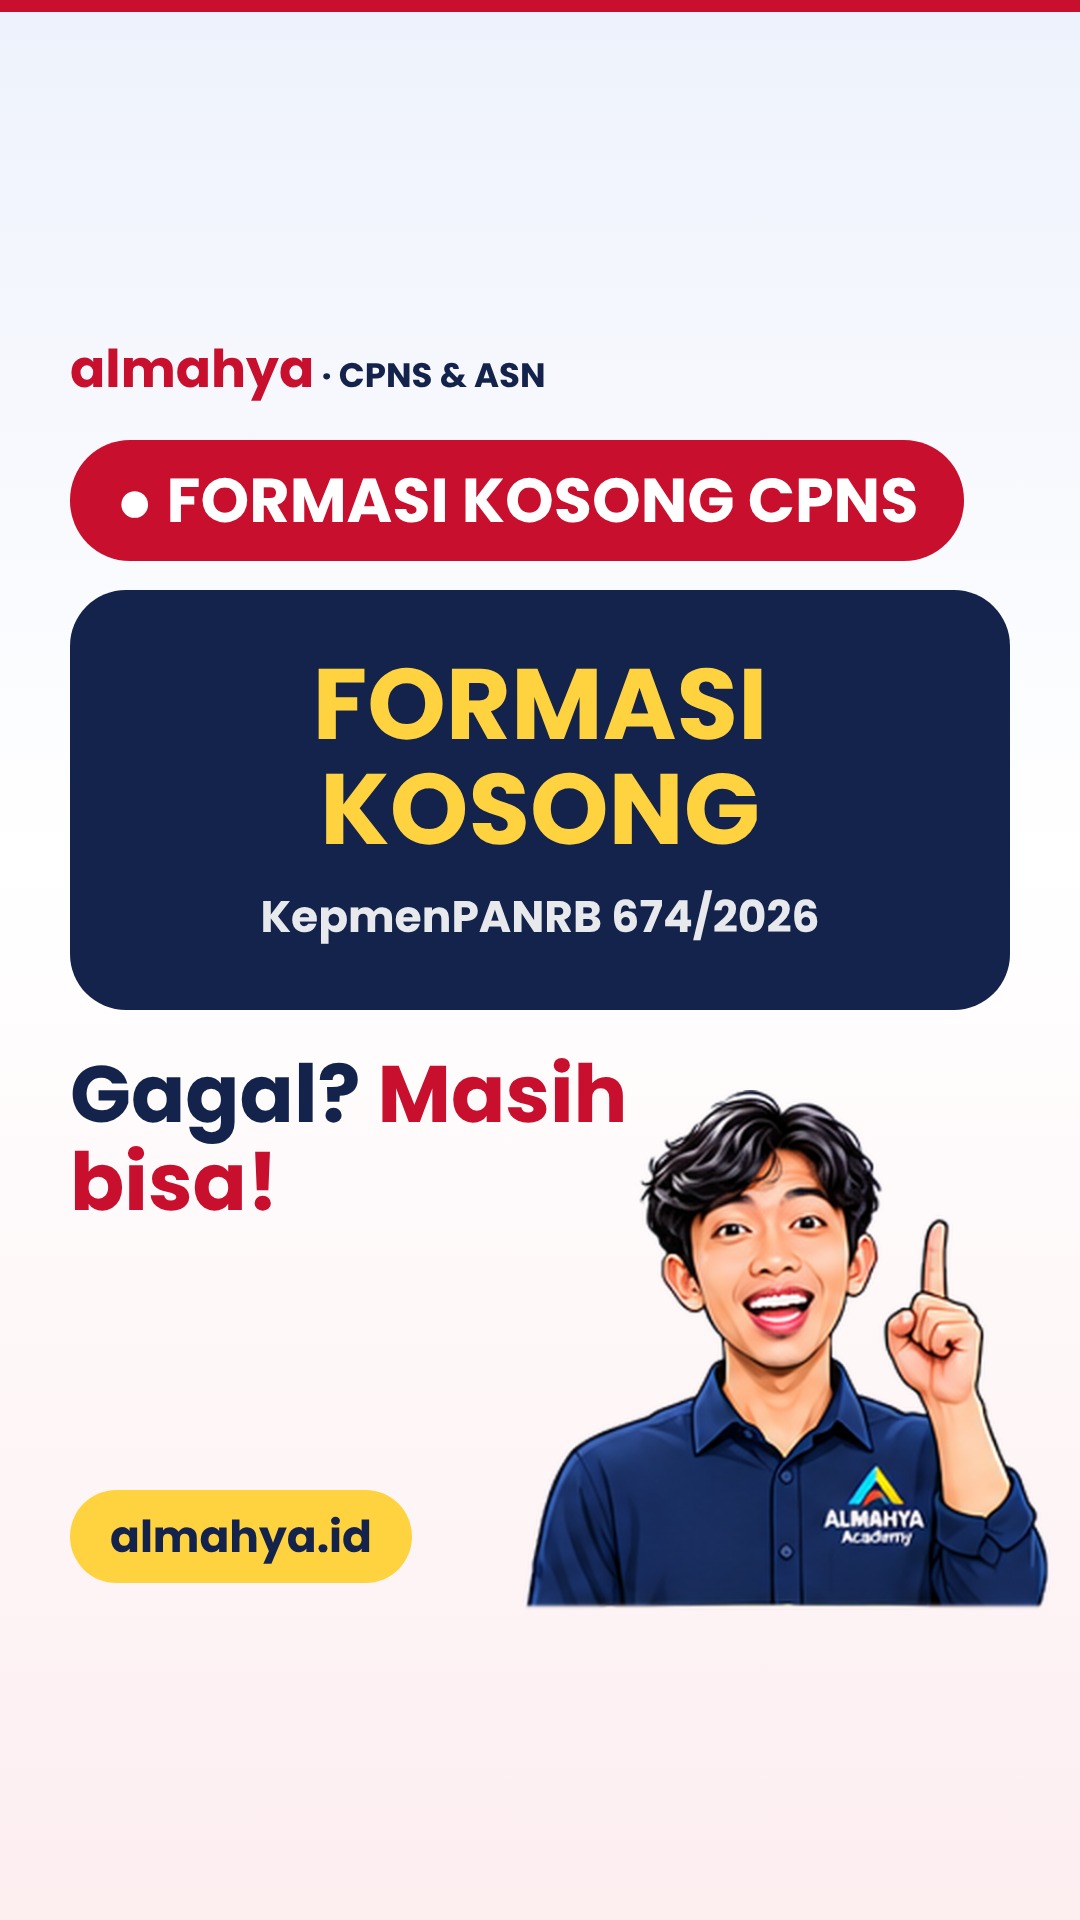 almahya · CPNS & ASN
● FORMASI KOSONG CPNS
FORMASI
KOSONG
KepmenPANRB 674/2026
Gagal? Masih
bisa!
ALMAHYA
Academy
almahya.id